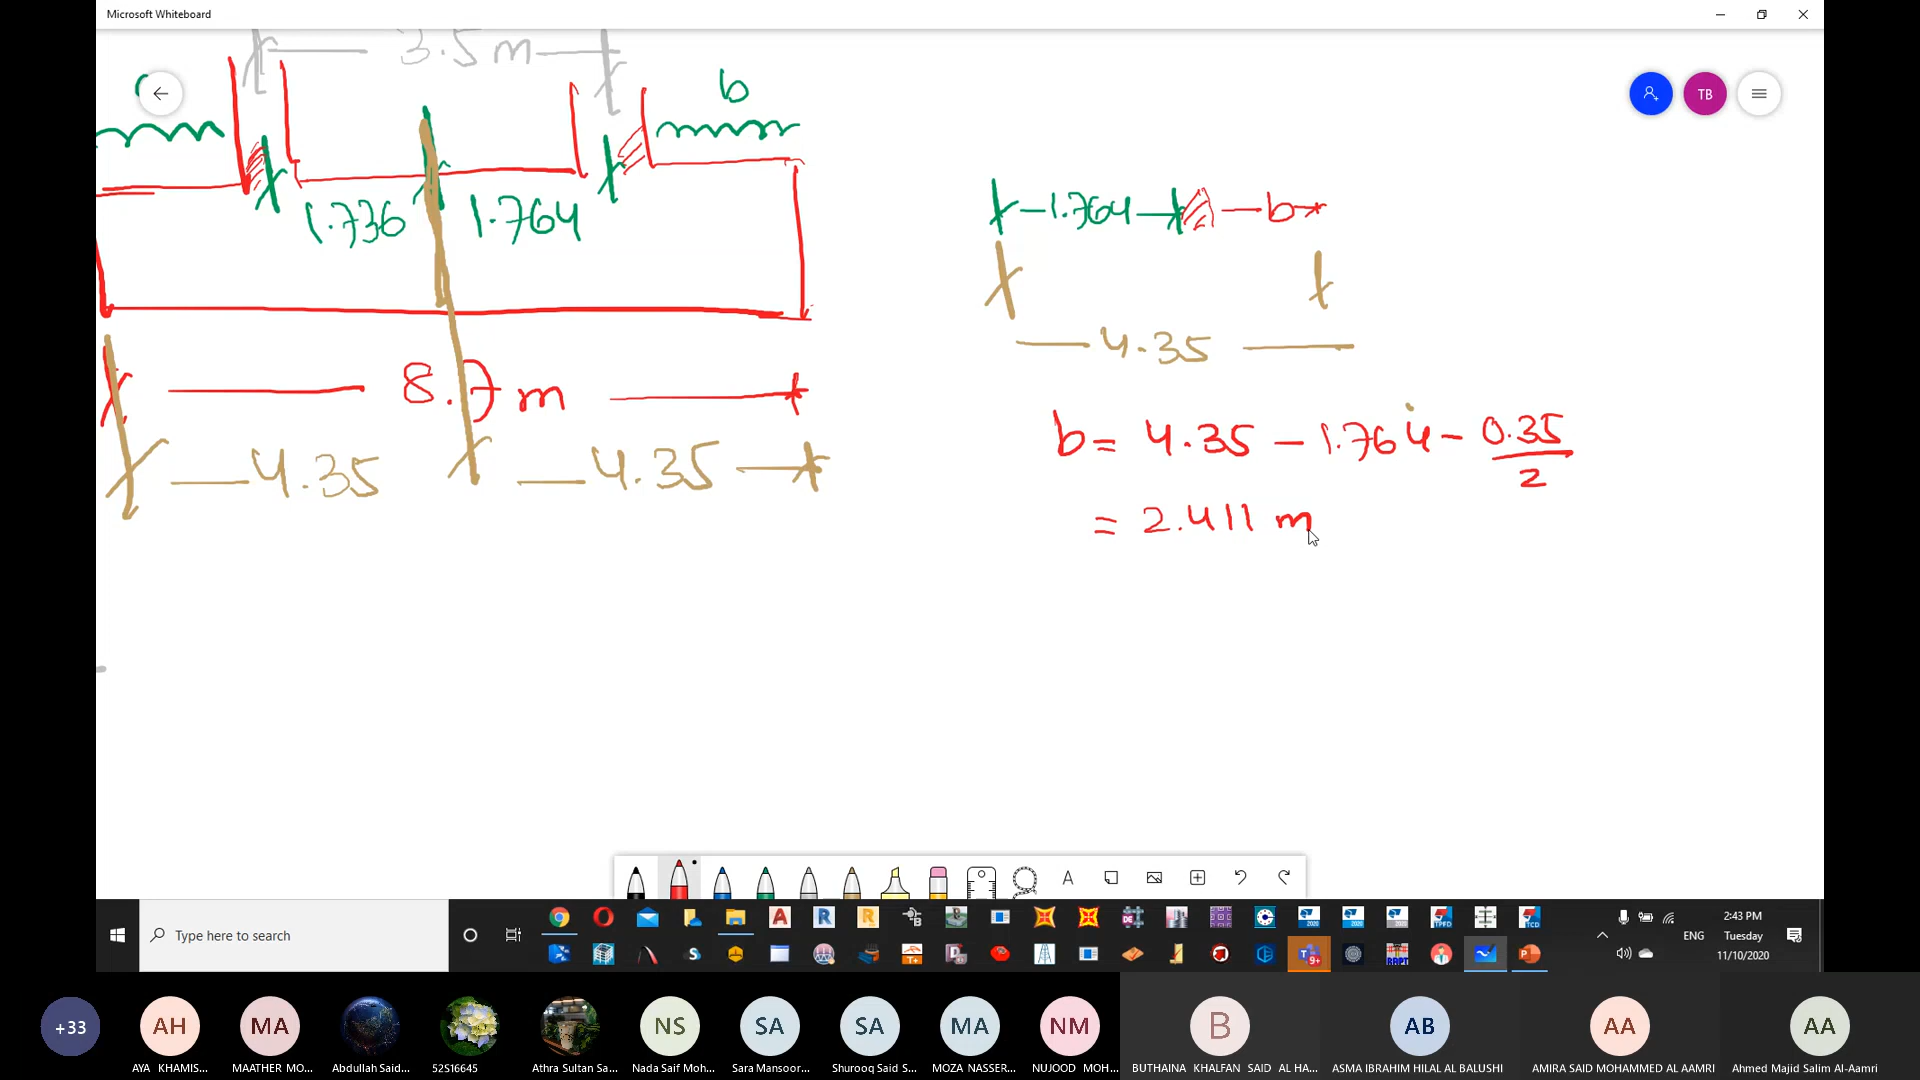 Microsoft Whiteboard
3.5 m
b
1.736
1.764
8.7 m
4.35
4.35
1.764
b
4.35
b = 4.35 - 1.764 - 0.35
2
= 2.411 m
TB
A
Type here to search
ENG
2:43 PM
Tuesday
11/10/2020
+33
AH
MA
NS
SA
SA
MA
NM
B
AB
AA
AA
AYA KHAMIS...
MAATHER MO...
Abdullah Said...
52S16645
Athra Sultan Sa...
Nada Saif Moh...
Sara Mansoor...
Shurooq Said S...
MOZA NASSER...
NUJOOD MOH...
BUTHAINA KHALFAN SAID AL HA...
ASMA IBRAHIM HILAL AL BALUSHI
AMIRA SAID MOHAMMED AL AAMRI
Ahmed Majid Salim Al-Aamri